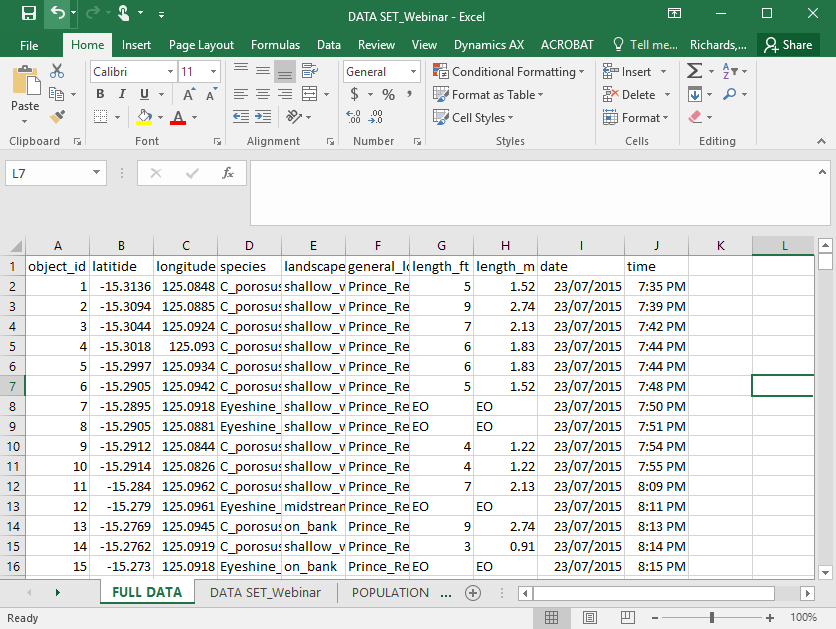 DATA SET_Webinar - Excel
File Home Insert Page Layout Formulas Data Review View Dynamics AX ACROBAT Tell me... Richards,... Share
Calibri 11 General Conditional Formatting Insert
Paste B I U A A $ % , Format as Table Delete
A Cell Styles Format
Clipboard Font Alignment Number Styles Cells Editing
L7 fx
A B C D E F G H I J K L
1 object_id latitide longitude species landscape general_lo length_ft length_m date time
2 1 -15.3136 125.0848 C_porosus shallow_w Prince_Re 5 1.52 23/07/2015 7:35 PM
3 2 -15.3094 125.0885 C_porosus shallow_w Prince_Re 9 2.74 23/07/2015 7:39 PM
4 3 -15.3044 125.0924 C_porosus shallow_w Prince_Re 7 2.13 23/07/2015 7:42 PM
5 4 -15.3018 125.093 C_porosus shallow_w Prince_Re 6 1.83 23/07/2015 7:44 PM
6 5 -15.2997 125.0934 C_porosus shallow_w Prince_Re 6 1.83 23/07/2015 7:44 PM
7 6 -15.2905 125.0942 C_porosus shallow_w Prince_Re 5 1.52 23/07/2015 7:48 PM
8 7 -15.2895 125.0918 Eyeshine_ shallow_w Prince_Re EO EO 23/07/2015 7:50 PM
9 8 -15.2905 125.0881 Eyeshine_ shallow_w Prince_Re EO EO 23/07/2015 7:51 PM
10 9 -15.2912 125.0844 C_porosus shallow_w Prince_Re 4 1.22 23/07/2015 7:54 PM
11 10 -15.2914 125.0826 C_porosus shallow_w Prince_Re 4 1.22 23/07/2015 7:55 PM
12 11 -15.284 125.0962 C_porosus shallow_w Prince_Re 7 2.13 23/07/2015 8:09 PM
13 12 -15.279 125.0961 Eyeshine_ midstream Prince_Re EO EO 23/07/2015 8:11 PM
14 13 -15.2769 125.0945 C_porosus on_bank Prince_Re 9 2.74 23/07/2015 8:13 PM
15 14 -15.2762 125.0919 C_porosus shallow_w Prince_Re 3 0.91 23/07/2015 8:14 PM
16 15 -15.273 125.0918 Eyeshine_ on_bank Prince_Re EO EO 23/07/2015 8:15 PM
FULL DATA DATA SET_Webinar POPULATION ...
Ready 100%